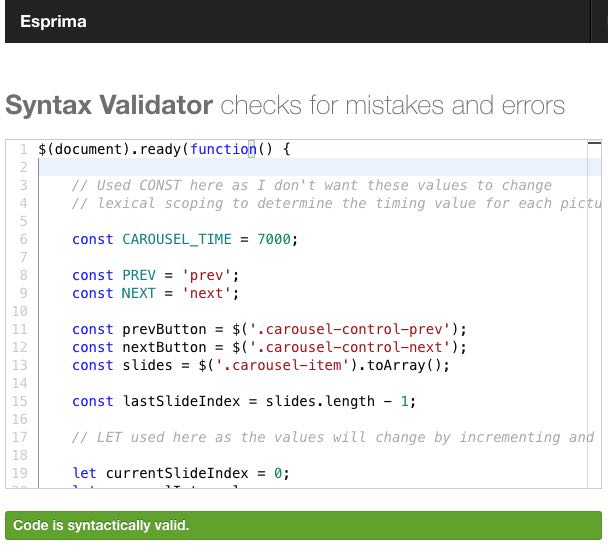 Esprima
Syntax Validator checks for mistakes and errors
1 $(document).ready(function() {
2
3 // Used CONST here as I don't want these values to change
4 // lexical scoping to determine the timing value for each pictu
5
6 const CAROUSEL_TIME = 7000;
7
8 const PREV = 'prev';
9 const NEXT = 'next';
10
11 const prevButton = $('.carousel-control-prev');
12 const nextButton = $('.carousel-control-next');
13 const slides = $('.carousel-item').toArray();
14
15 const lastSlideIndex = slides.length - 1;
16
17 // LET used here as the values will change by incrementing and
18
19 let currentSlideIndex = 0;
Code is syntactically valid.